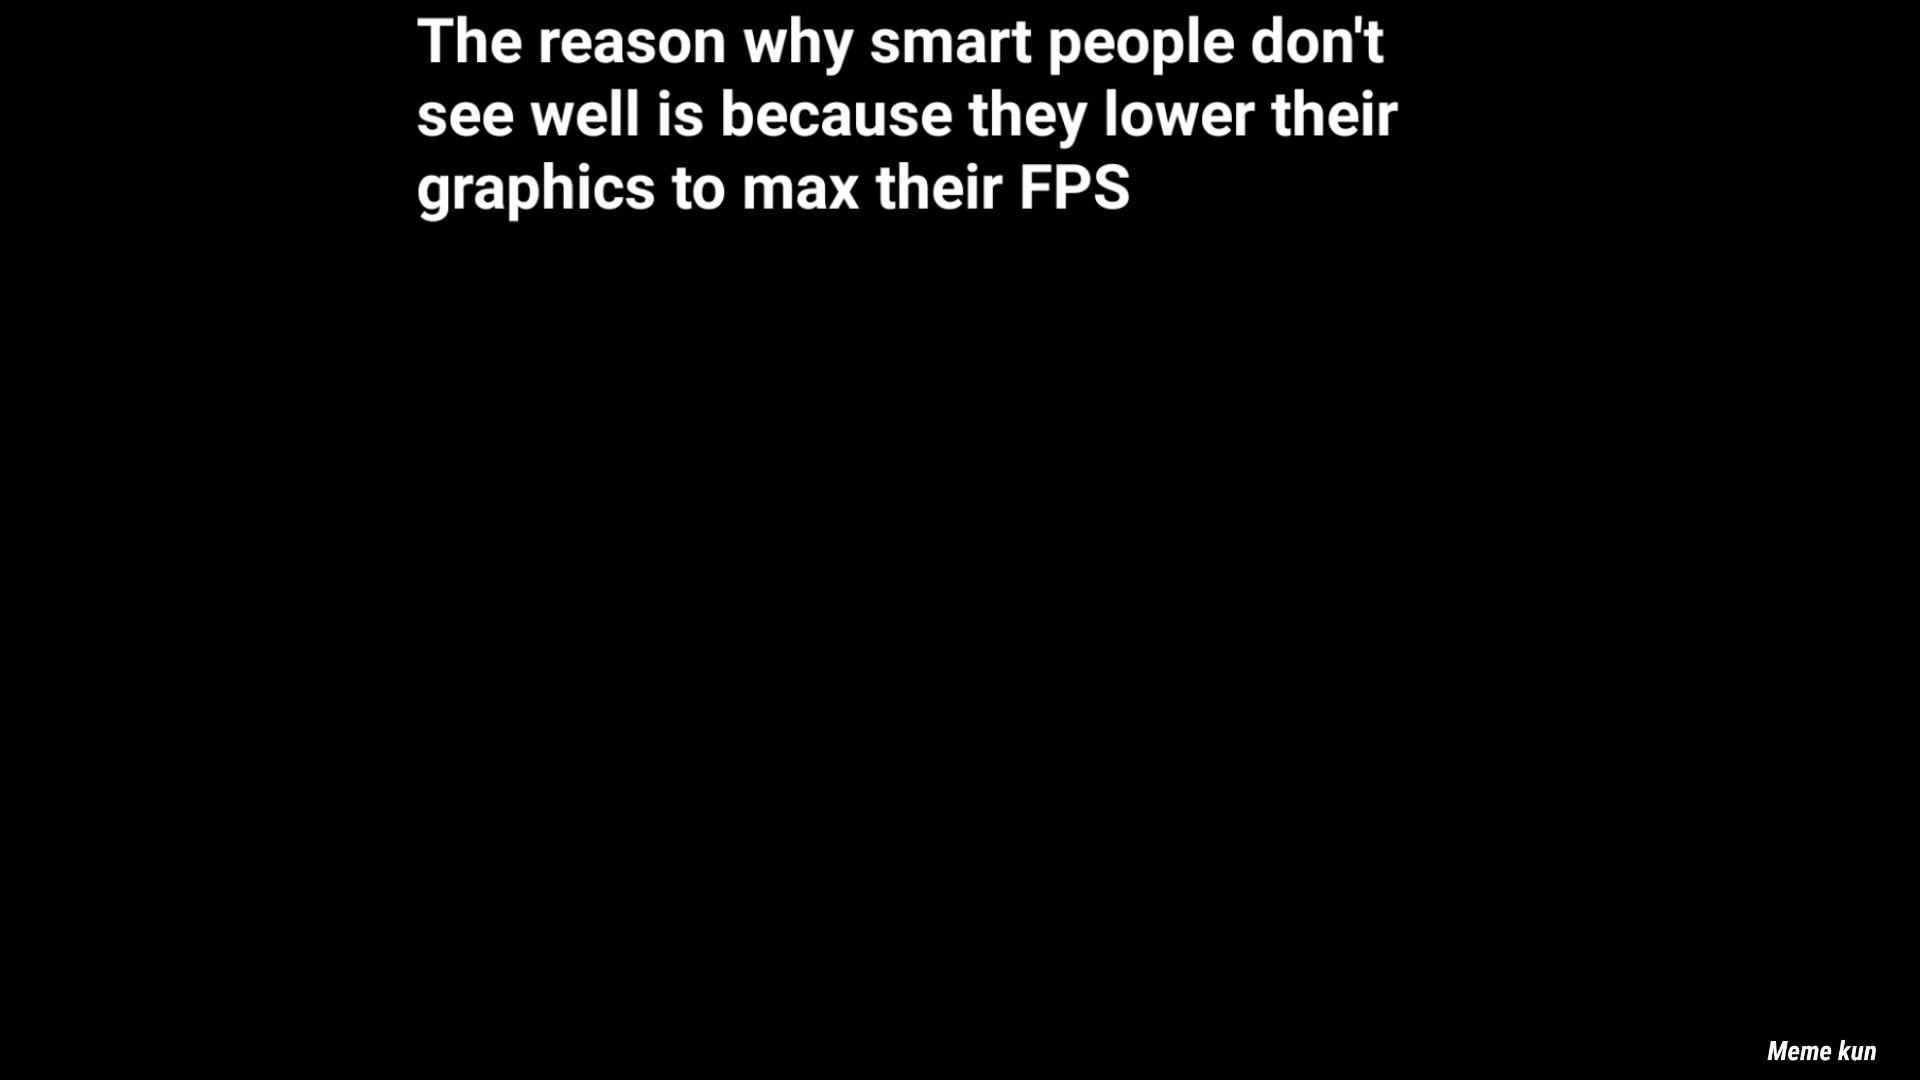 The reason why smart people don't
see well is because they lower their
graphics to max their FPS
Meme kun